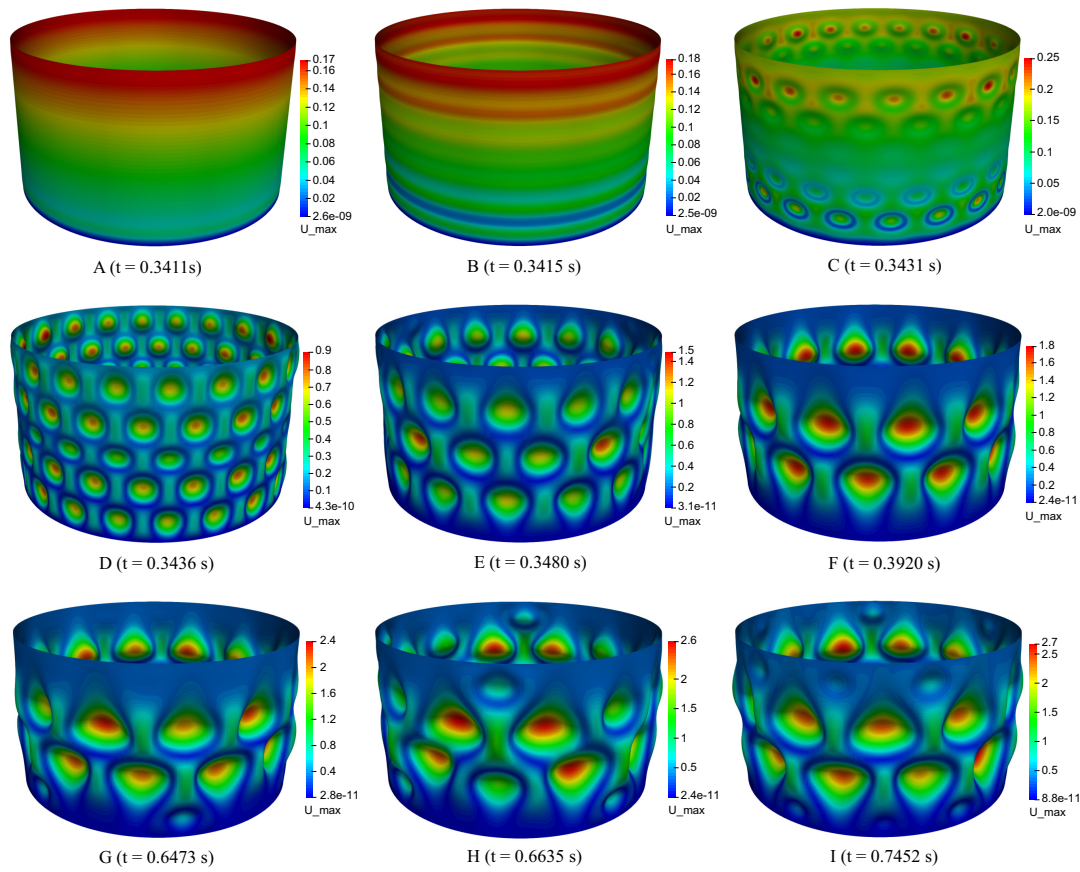 0.17
0.16
0.14
0.12
0.1
0.08
0.06
0.04
0.02
2.6e-09
U_max
A (t = 0.3411s)
0.18
0.16
0.14
0.12
0.1
0.08
0.06
0.04
0.02
2.5e-09
U_max
B (t = 0.3415 s)
0.25
0.20
0.15
0.10
0.05
2.0e-09
U_max
C (t = 0.3431 s)
0.9
0.8
0.7
0.6
0.5
0.4
0.3
0.2
0.1
4.3e-10
U_max
D (t = 0.3436 s)
1.5
1.4
1.2
1
0.8
0.6
0.4
0.2
3.1e-11
U_max
E (t = 0.3480 s)
1.8
1.6
1.4
1.2
1
0.8
0.6
0.4
0.2
2.4e-11
U_max
F (t = 0.3920 s)
2.4
2
1.6
1.2
0.8
0.4
2.8e-11
U_max
G (t = 0.6473 s)
2.6
2
1.5
1
0.5
2.4e-11
U_max
H (t = 0.6635 s)
2.7
2.5
2
1.5
1
0.5
8.8e-11
U_max
I (t = 0.7452 s)